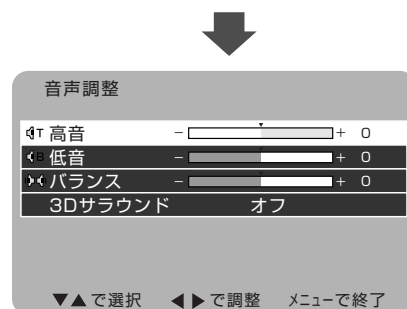 音声調整
T 高音 - + 0
B 低音 - + 0
バランス - + 0
3Dサラウンド オフ
▼▲で選択 ◀▶で調整 メニューで終了